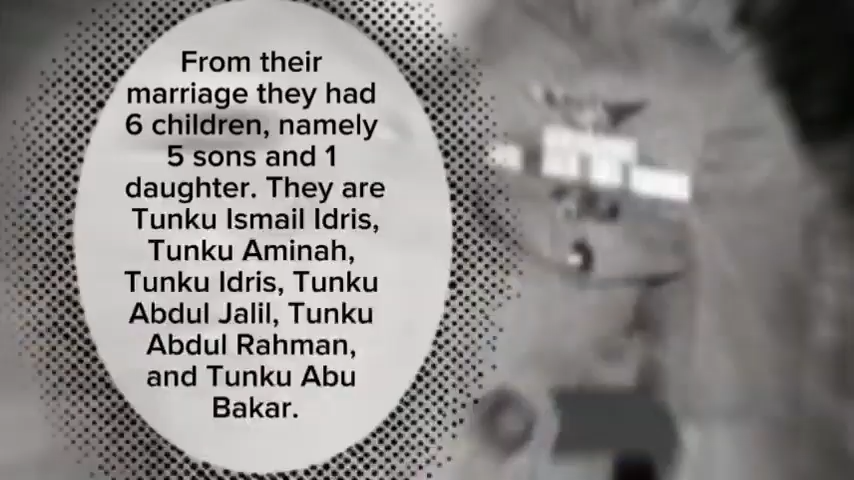 From their
marriage they had
6 children, namely
5 sons and 1
daughter. They are
Tunku Ismail Idris,
Tunku Aminah,
Tunku Idris, Tunku
Abdul Jalil, Tunku
Abdul Rahman,
and Tunku Abu
Bakar.